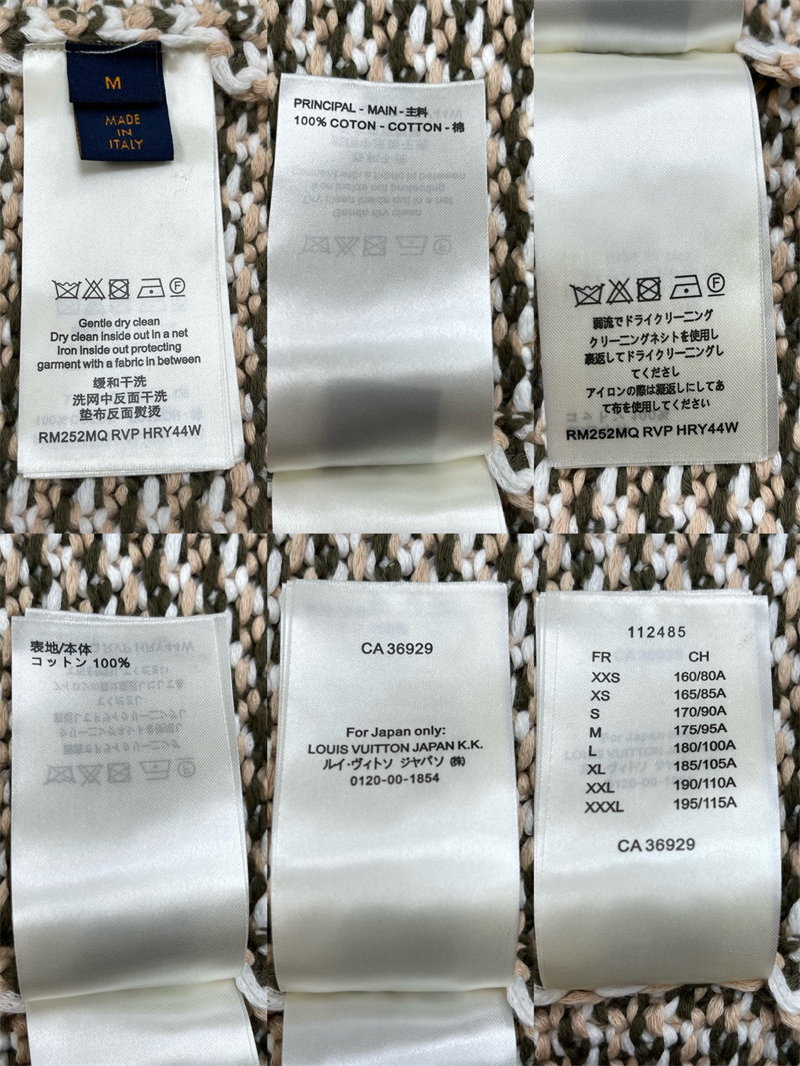 M
MADE
IN
ITALY
F
Gentle dry clean
Dry clean inside out in a net
Iron inside out protecting
garment with a fabric in between
缓和干洗
洗网中反面干洗
垫布反面熨烫
RM252MQ RVP HRY44W
PRINCIPAL - MAIN - 主料
100% COTON - COTTON - 棉
F
弱流でドライクリーニング
クリーニングネシトを使用し
裏返してドライクリーニングし
てくださし
アイロンの際は裏返しにしてあ
て布を使用してください
RM252MQ RVP HRY44W
表地/本体
コットン 100%
CA 36929
For Japan only:
LOUIS VUITTON JAPAN K.K.
ルイ·ヴィトソ ジャパソ (株)
0120-00-1854
112485
FR CH
XXS 160/80A
XS 165/85A
S 170/90A
M 175/95A
L 180/100A
XL 185/105A
XXL 190/110A
XXXL 195/115A
CA 36929